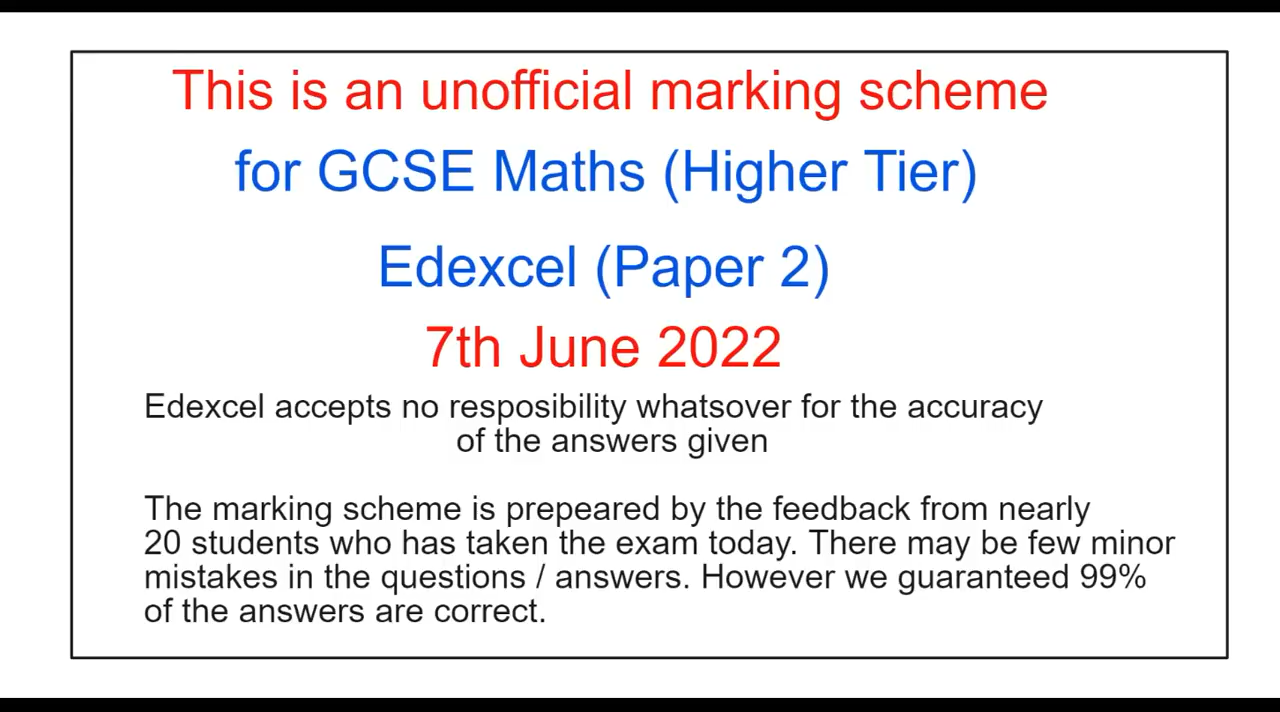 This is an unofficial marking scheme
for GCSE Maths (Higher Tier)
Edexcel (Paper 2)
7th June 2022
Edexcel accepts no resposibility whatsover for the accuracy
of the answers given
The marking scheme is prepeared by the feedback from nearly
20 students who has taken the exam today. There may be few minor
mistakes in the questions / answers. However we guaranteed 99%
of the answers are correct.